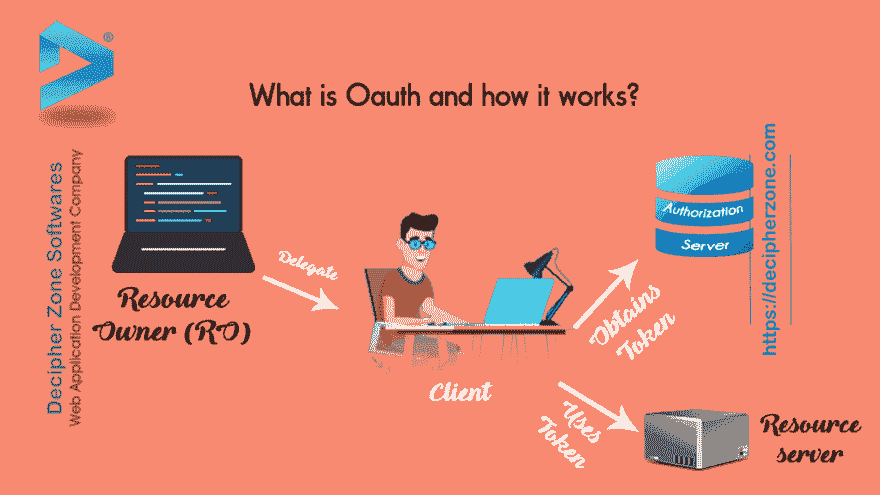 ®
What is Oauth and how it works?
Decipher Zone Softwares
Web Application Development Company
https://decipherzone.com
Resource
Owner (RO)
Delegate
Client
Obtains
Token
Authorization
Server
Uses
Token
Resource
server